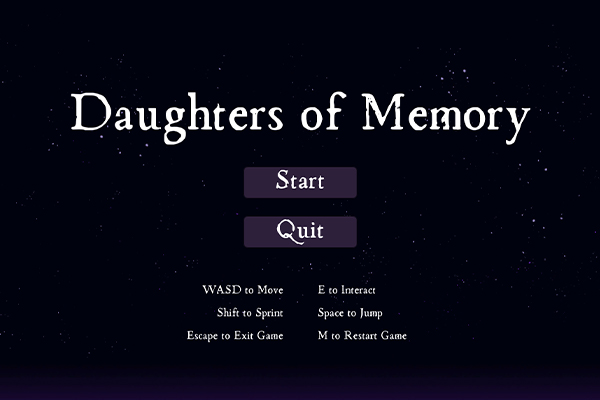 Daughters of Memory
Start
Quit
WASD to Move
E to Interact
Shift to Sprint
Space to Jump
Escape to Exit Game
M to Restart Game